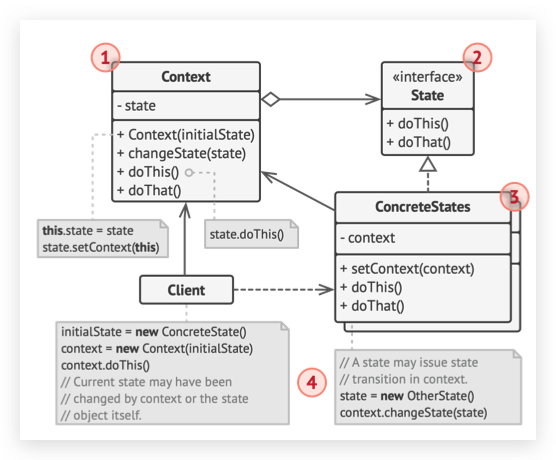 1
Context
- state
+ Context(initialState)
+ changeState(state)
+ doThis()
+ doThat()
this.state = state
state.setContext(this)
state.doThis()
2
«interface»
State
+ doThis()
+ doThat()
3
ConcreteStates
- context
+ setContext(context)
+ doThis()
+ doThat()
Client
initialState = new ConcreteState()
context = new Context(initialState)
context.doThis()
// Current state may have been
// changed by context or the state
// object itself.
4
// A state may issue state
// transition in context.
state = new OtherState()
context.changeState(state)